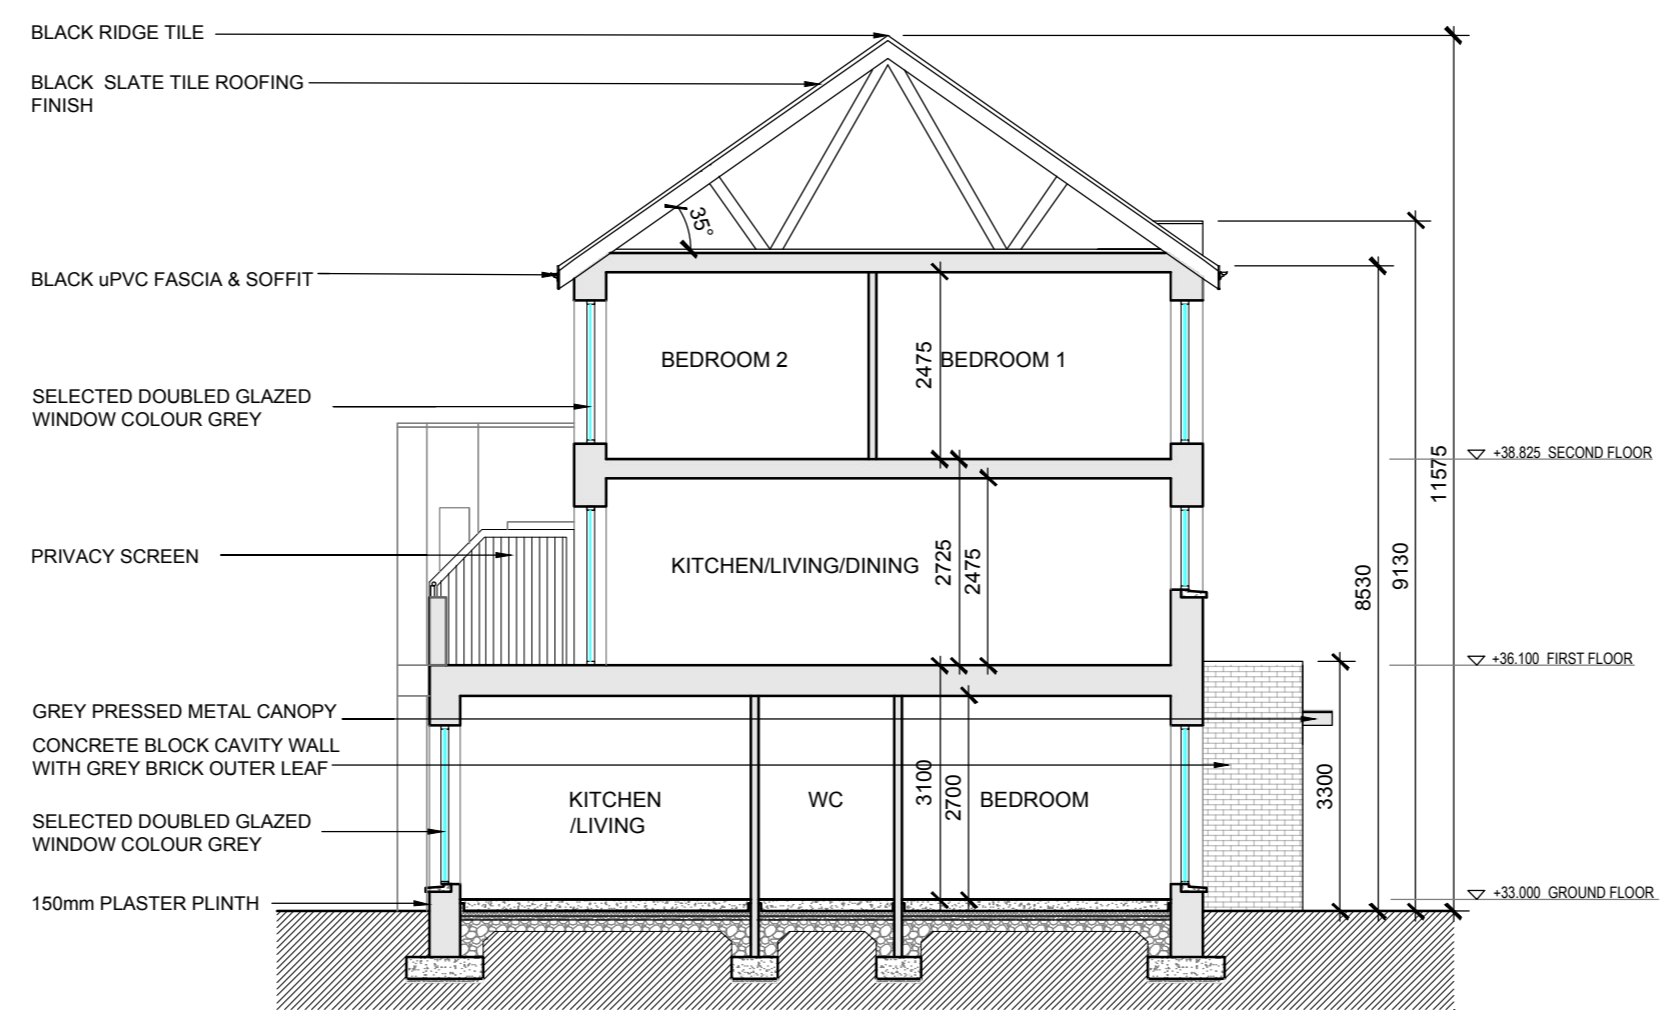 BLACK RIDGE TILE
BLACK SLATE TILE ROOFING
FINISH
35°
BLACK uPVC FASCIA & SOFFIT
BEDROOM 2
2475
BEDROOM 1
SELECTED DOUBLED GLAZED
WINDOW COLOUR GREY
11575
+38.825 SECOND FLOOR
PRIVACY SCREEN
KITCHEN/LIVING/DINING
2725
2475
8530
9130
+36.100 FIRST FLOOR
GREY PRESSED METAL CANOPY
CONCRETE BLOCK CAVITY WALL
WITH GREY BRICK OUTER LEAF
KITCHEN
/LIVING
WC
3100
2700
BEDROOM
3300
SELECTED DOUBLED GLAZED
WINDOW COLOUR GREY
150mm PLASTER PLINTH
+33.000 GROUND FLOOR